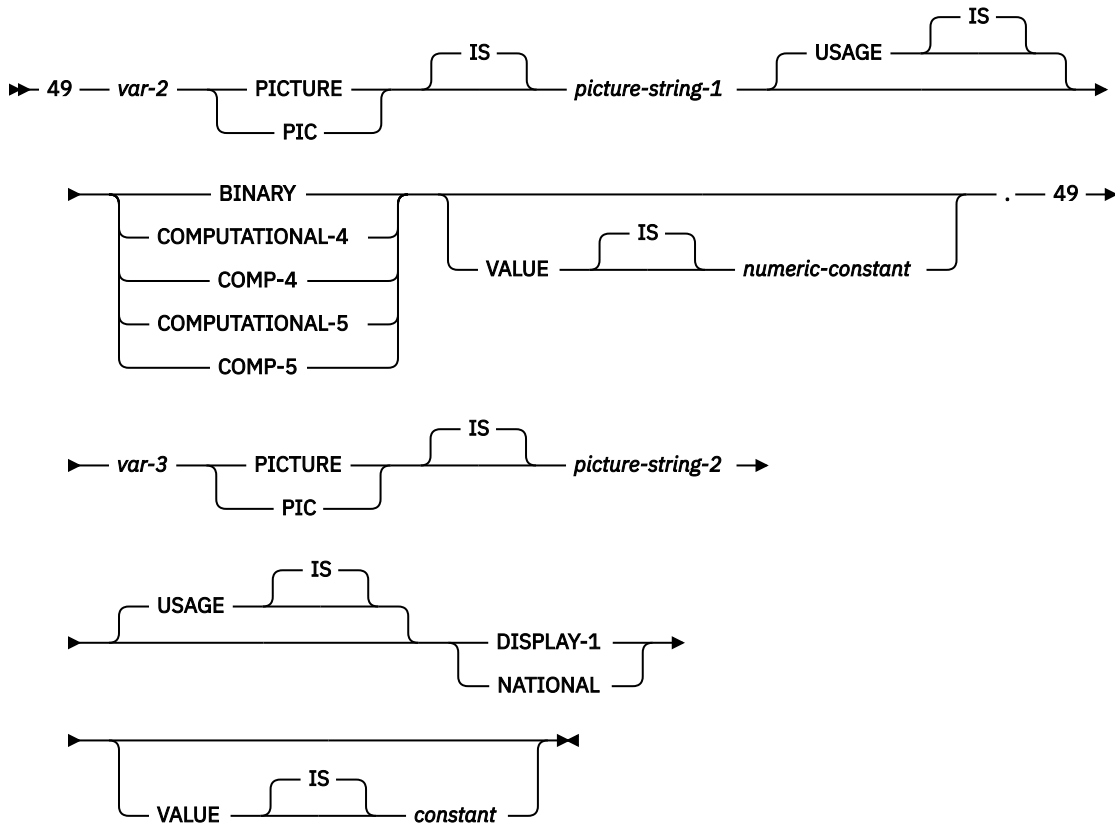 IS
IS USAGE
49 var-2 PICTURE picture-string-1
PIC
IS
BINARY . 49
COMPUTATIONAL-4
IS
COMP-4 VALUE numeric-constant
COMPUTATIONAL-5
COMP-5
IS
var-3 PICTURE picture-string-2
PIC
IS
USAGE
DISPLAY-1
NATIONAL
IS
VALUE constant